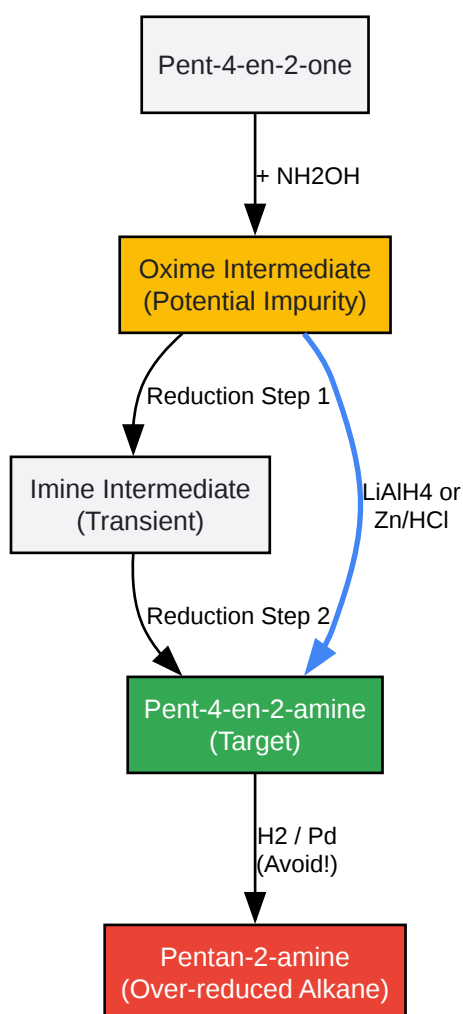 Pent-4-en-2-one
+ NH2OH
Oxime Intermediate
(Potential Impurity)
Reduction Step 1
Imine Intermediate
(Transient)
LiAlH4 or
Zn/HCl
Reduction Step 2
Pent-4-en-2-amine
(Target)
H2 / Pd
(Avoid!)
Pentan-2-amine
(Over-reduced Alkane)